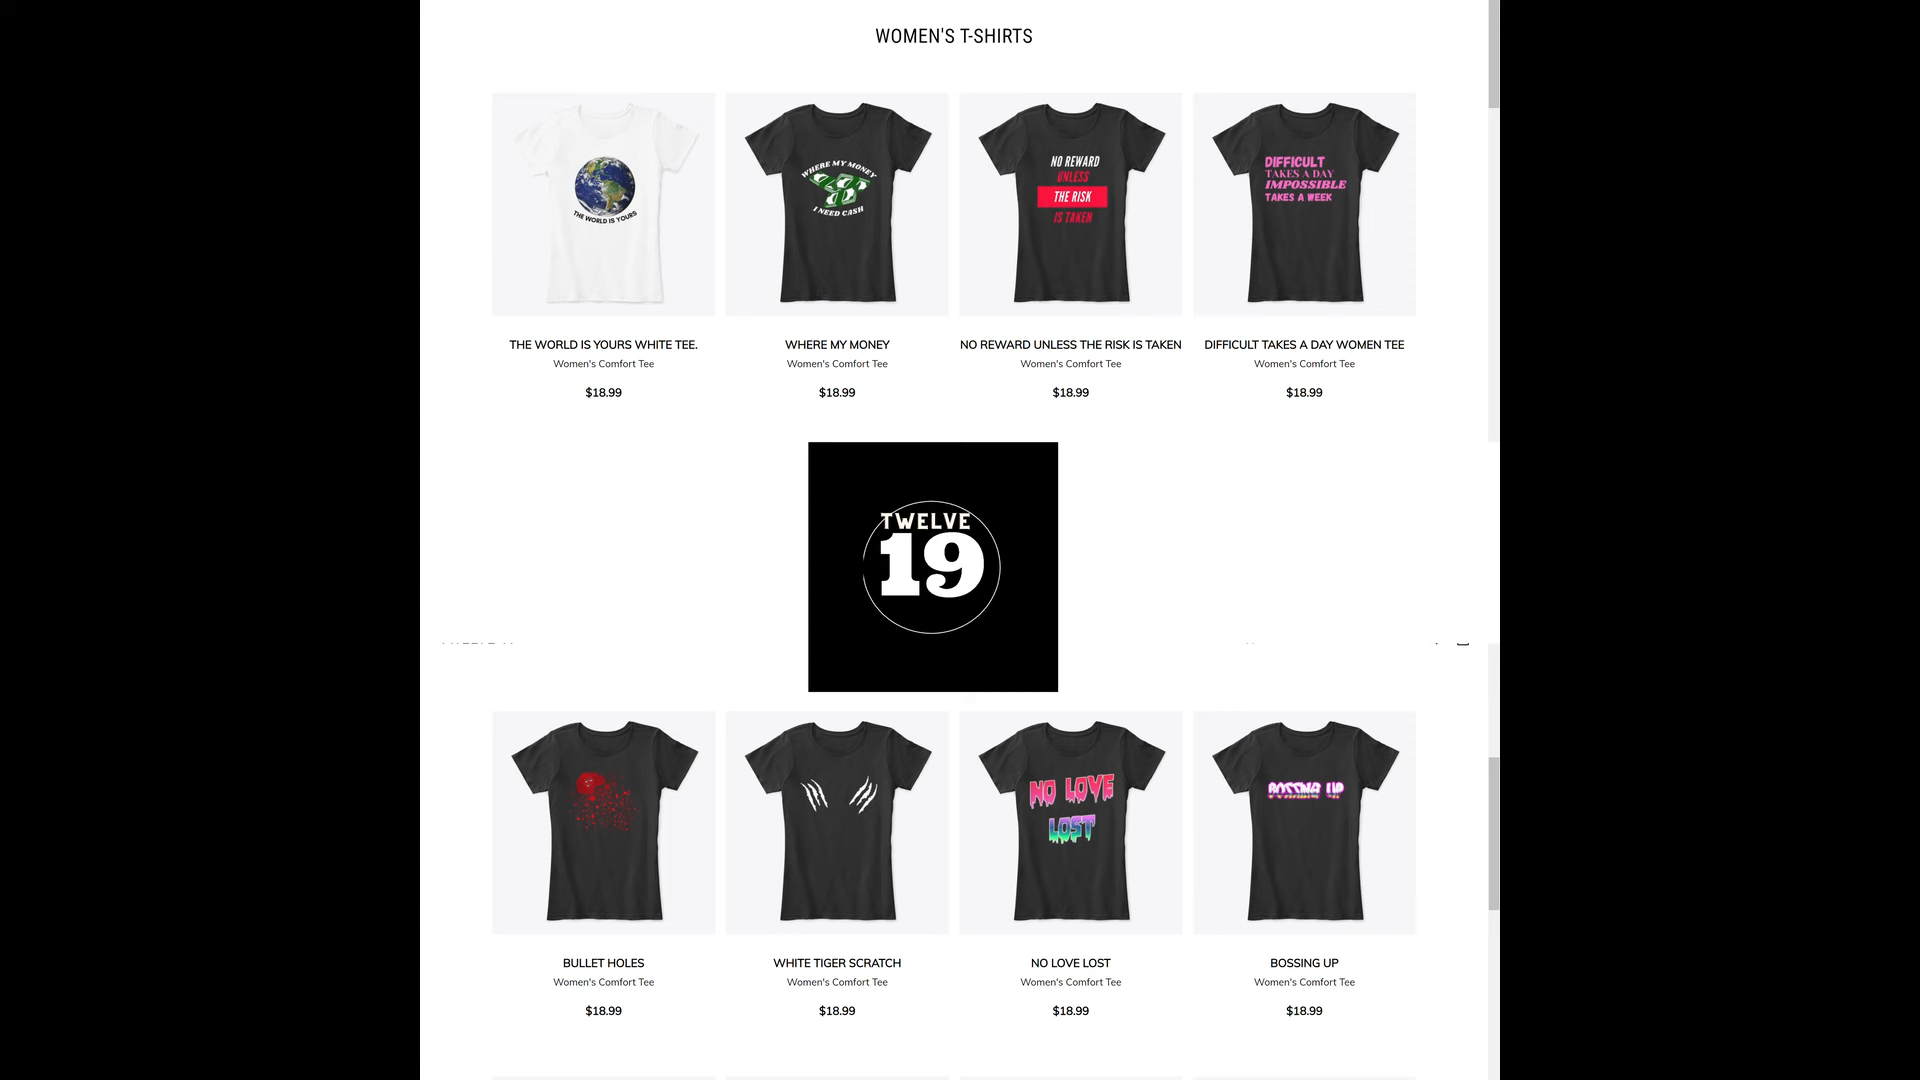 WOMEN'S T-SHIRTS
THE WORLD IS YOURS
WHERE MY MONEY
I NEED CASH
NO REWARD
UNLESS
THE RISK
IS TAKEN
DIFFICULT
TAKES A DAY
IMPOSSIBLE
TAKES A WEEK
THE WORLD IS YOURS WHITE TEE.
Women's Comfort Tee
$18.99
WHERE MY MONEY
Women's Comfort Tee
$18.99
NO REWARD UNLESS THE RISK IS TAKEN
Women's Comfort Tee
$18.99
DIFFICULT TAKES A DAY WOMEN TEE
Women's Comfort Tee
$18.99
TWELVE
19
NO LOVE
LOST
BOSSING UP
BULLET HOLES
Women's Comfort Tee
$18.99
WHITE TIGER SCRATCH
Women's Comfort Tee
$18.99
NO LOVE LOST
Women's Comfort Tee
$18.99
BOSSING UP
Women's Comfort Tee
$18.99